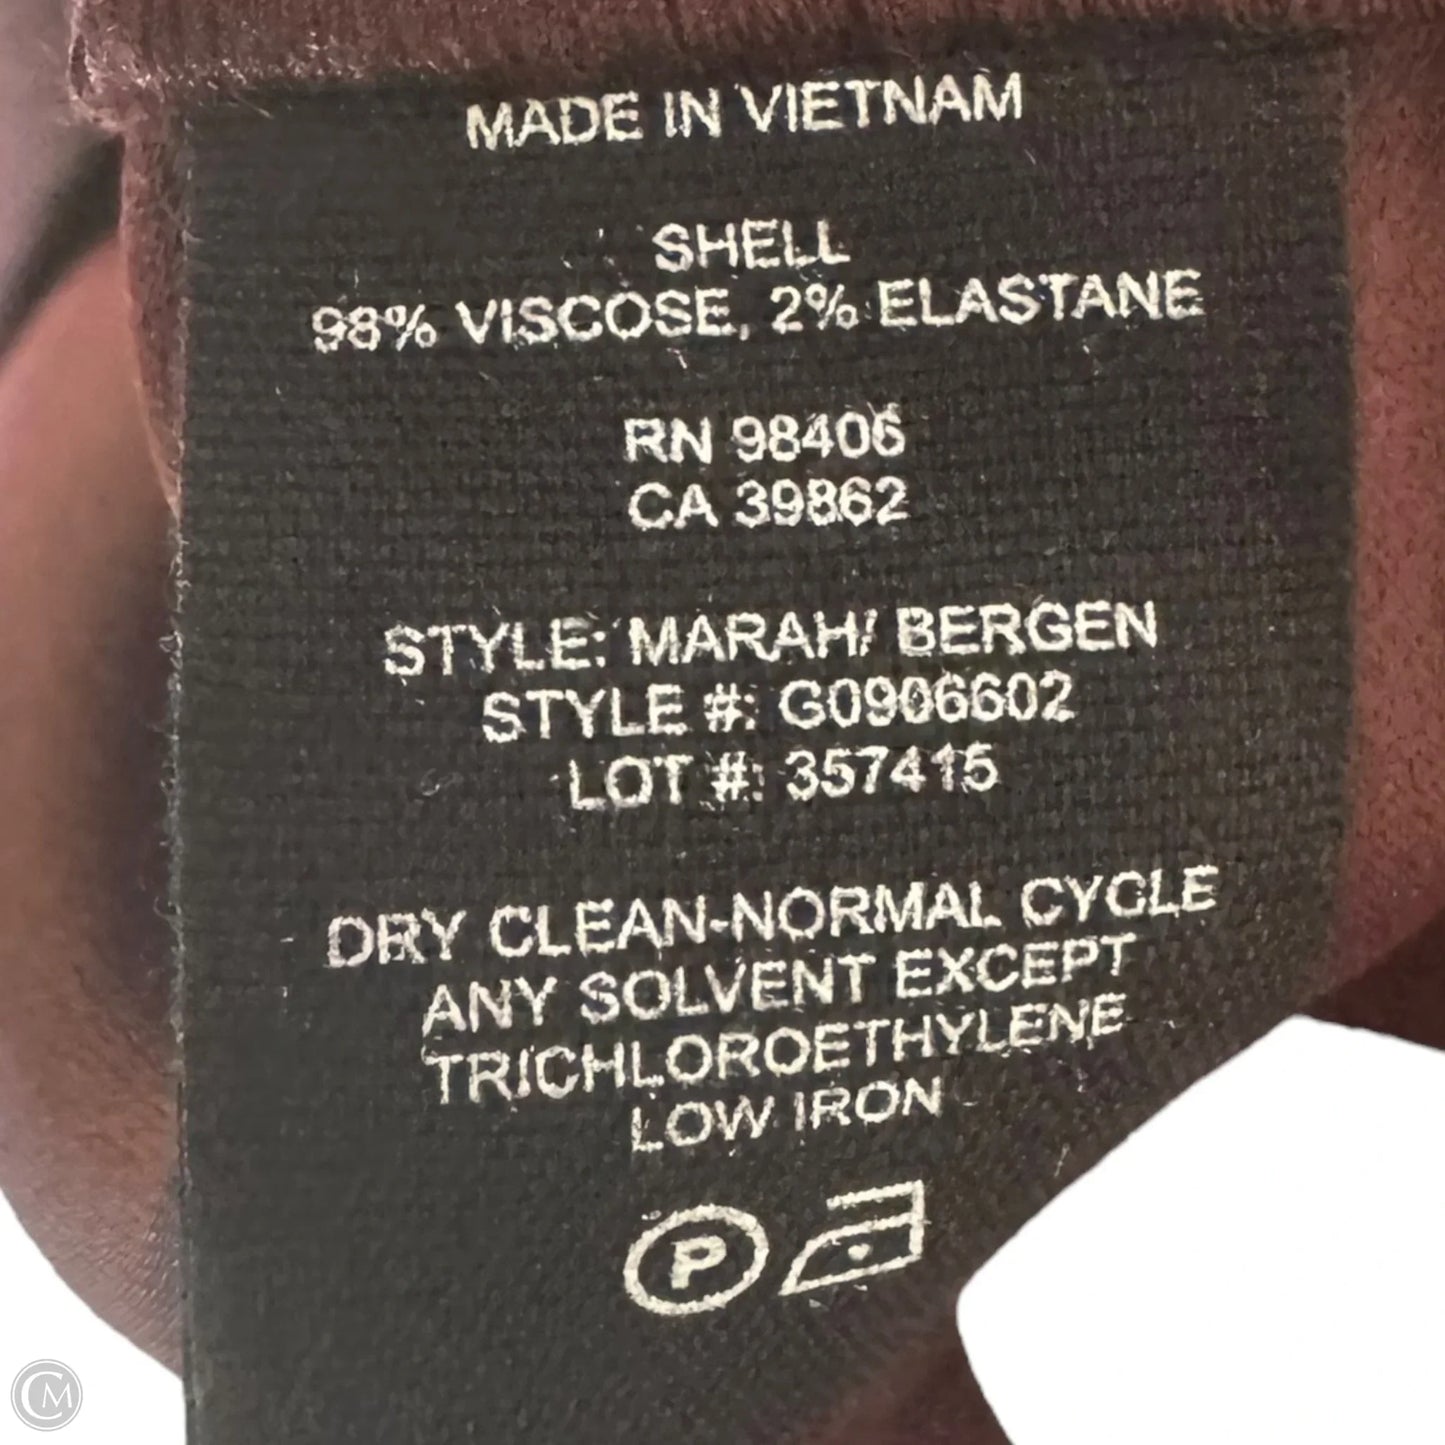 MADE IN VIETNAM
SHELL
98% VISCOSE, 2% ELASTANE
RN 98406
CA 39862
STYLE: MARAH/ BERGEN
STYLE #: G0906602
LOT #: 357415
DRY CLEAN-NORMAL CYCLE
ANY SOLVENT EXCEPT
TRICHLOROETHYLENE
LOW IRON
P
CM